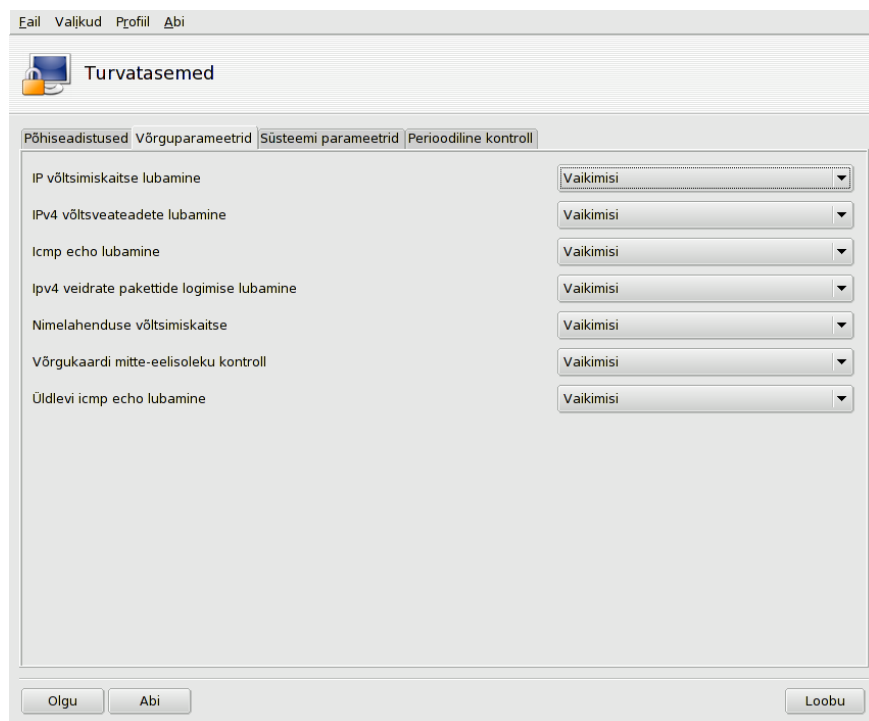 Fail Valikud Profiil Abi
Turvatasemed
Põhiseadistused Võrguparameetrid Süsteemi parameetrid Perioodiline kontroll
IP võltsimiskaitse lubamine Vaikimisi
IPv4 võltsveateadete lubamine Vaikimisi
Icmp echo lubamine Vaikimisi
Ipv4 veidrate pakettide logimise lubamine Vaikimisi
Nimelahenduse võltsimiskaitse Vaikimisi
Võrgukaardi mitte-eelisoleku kontroll Vaikimisi
Üldlevi icmp echo lubamine Vaikimisi
Olgu Abi Loobu